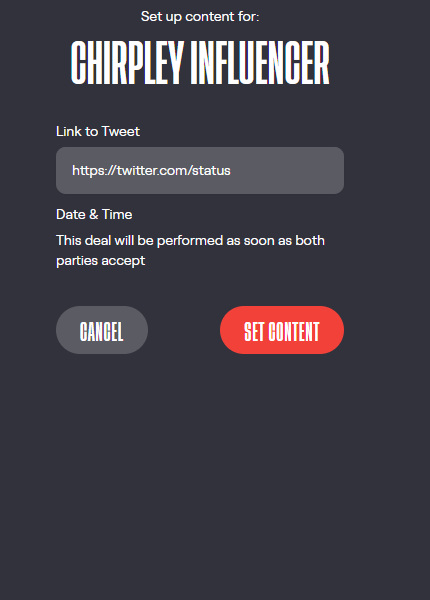 Set up content for:
CHIRPLEY INFLUENCER
Link to Tweet
https://twitter.com/status
Date & Time
This deal will be performed as soon as both
parties accept
CANCEL
SET CONTENT